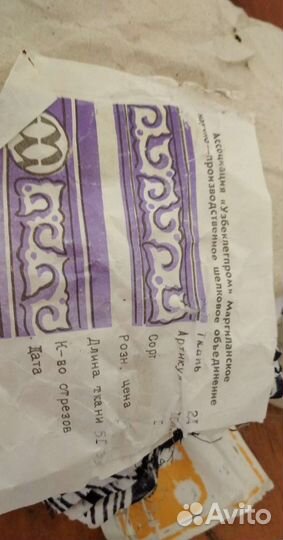 Ассоциация «Узбеклегпром» Маргиланское
производственное шелковое объединение
Ткань
Артикул
Сорт
Розн. цена
Длина ткани
К-во отрезов
Дата
Avito